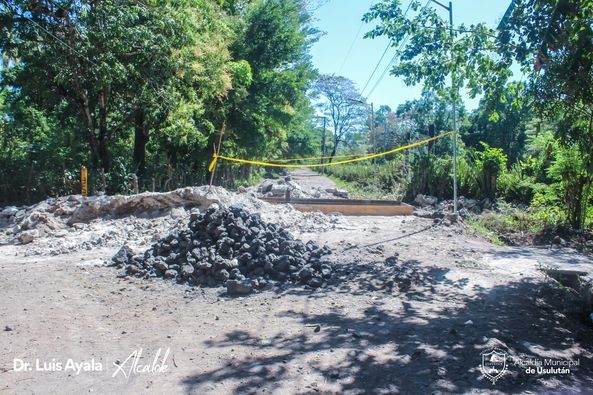 Dr. Luis Ayala | Alcalde
Alcaldía Municipal
de Usulután